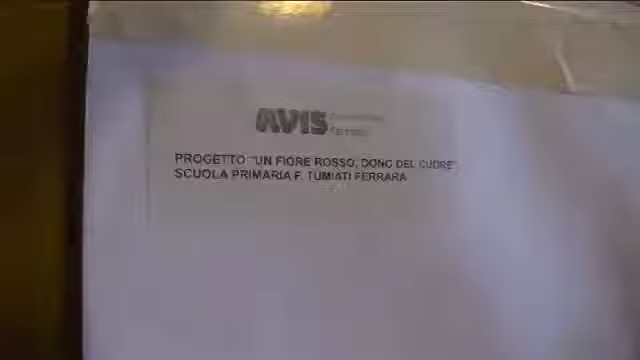 AVIS
PROGETTO "UN FIORE ROSSO, DONO DEL CUORE"
SCUOLA PRIMARIA F. TUMIATI FERRARA